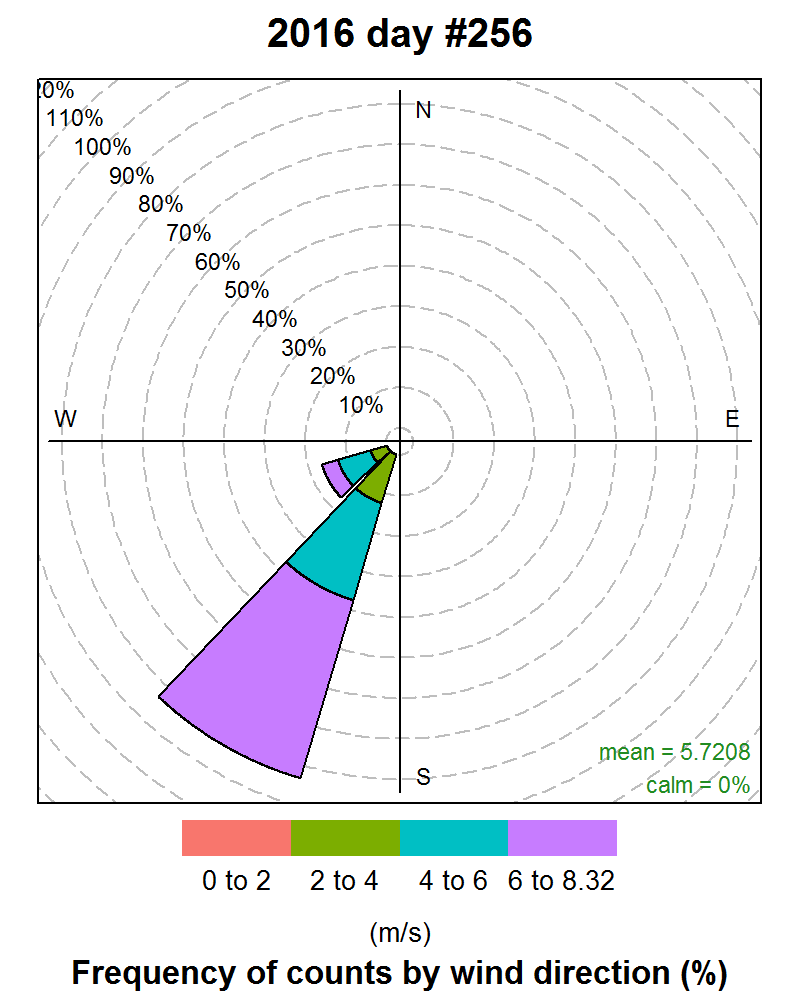 2016 day #256
20%
110%
N
100%
90%
80%
70%
60%
50%
40%
30%
20%
10%
W
E
mean = 5.7208
S
calm = 0%
0 to 2 2 to 4 4 to 6 6 to 8.32
(m/s)
Frequency of counts by wind direction (%)